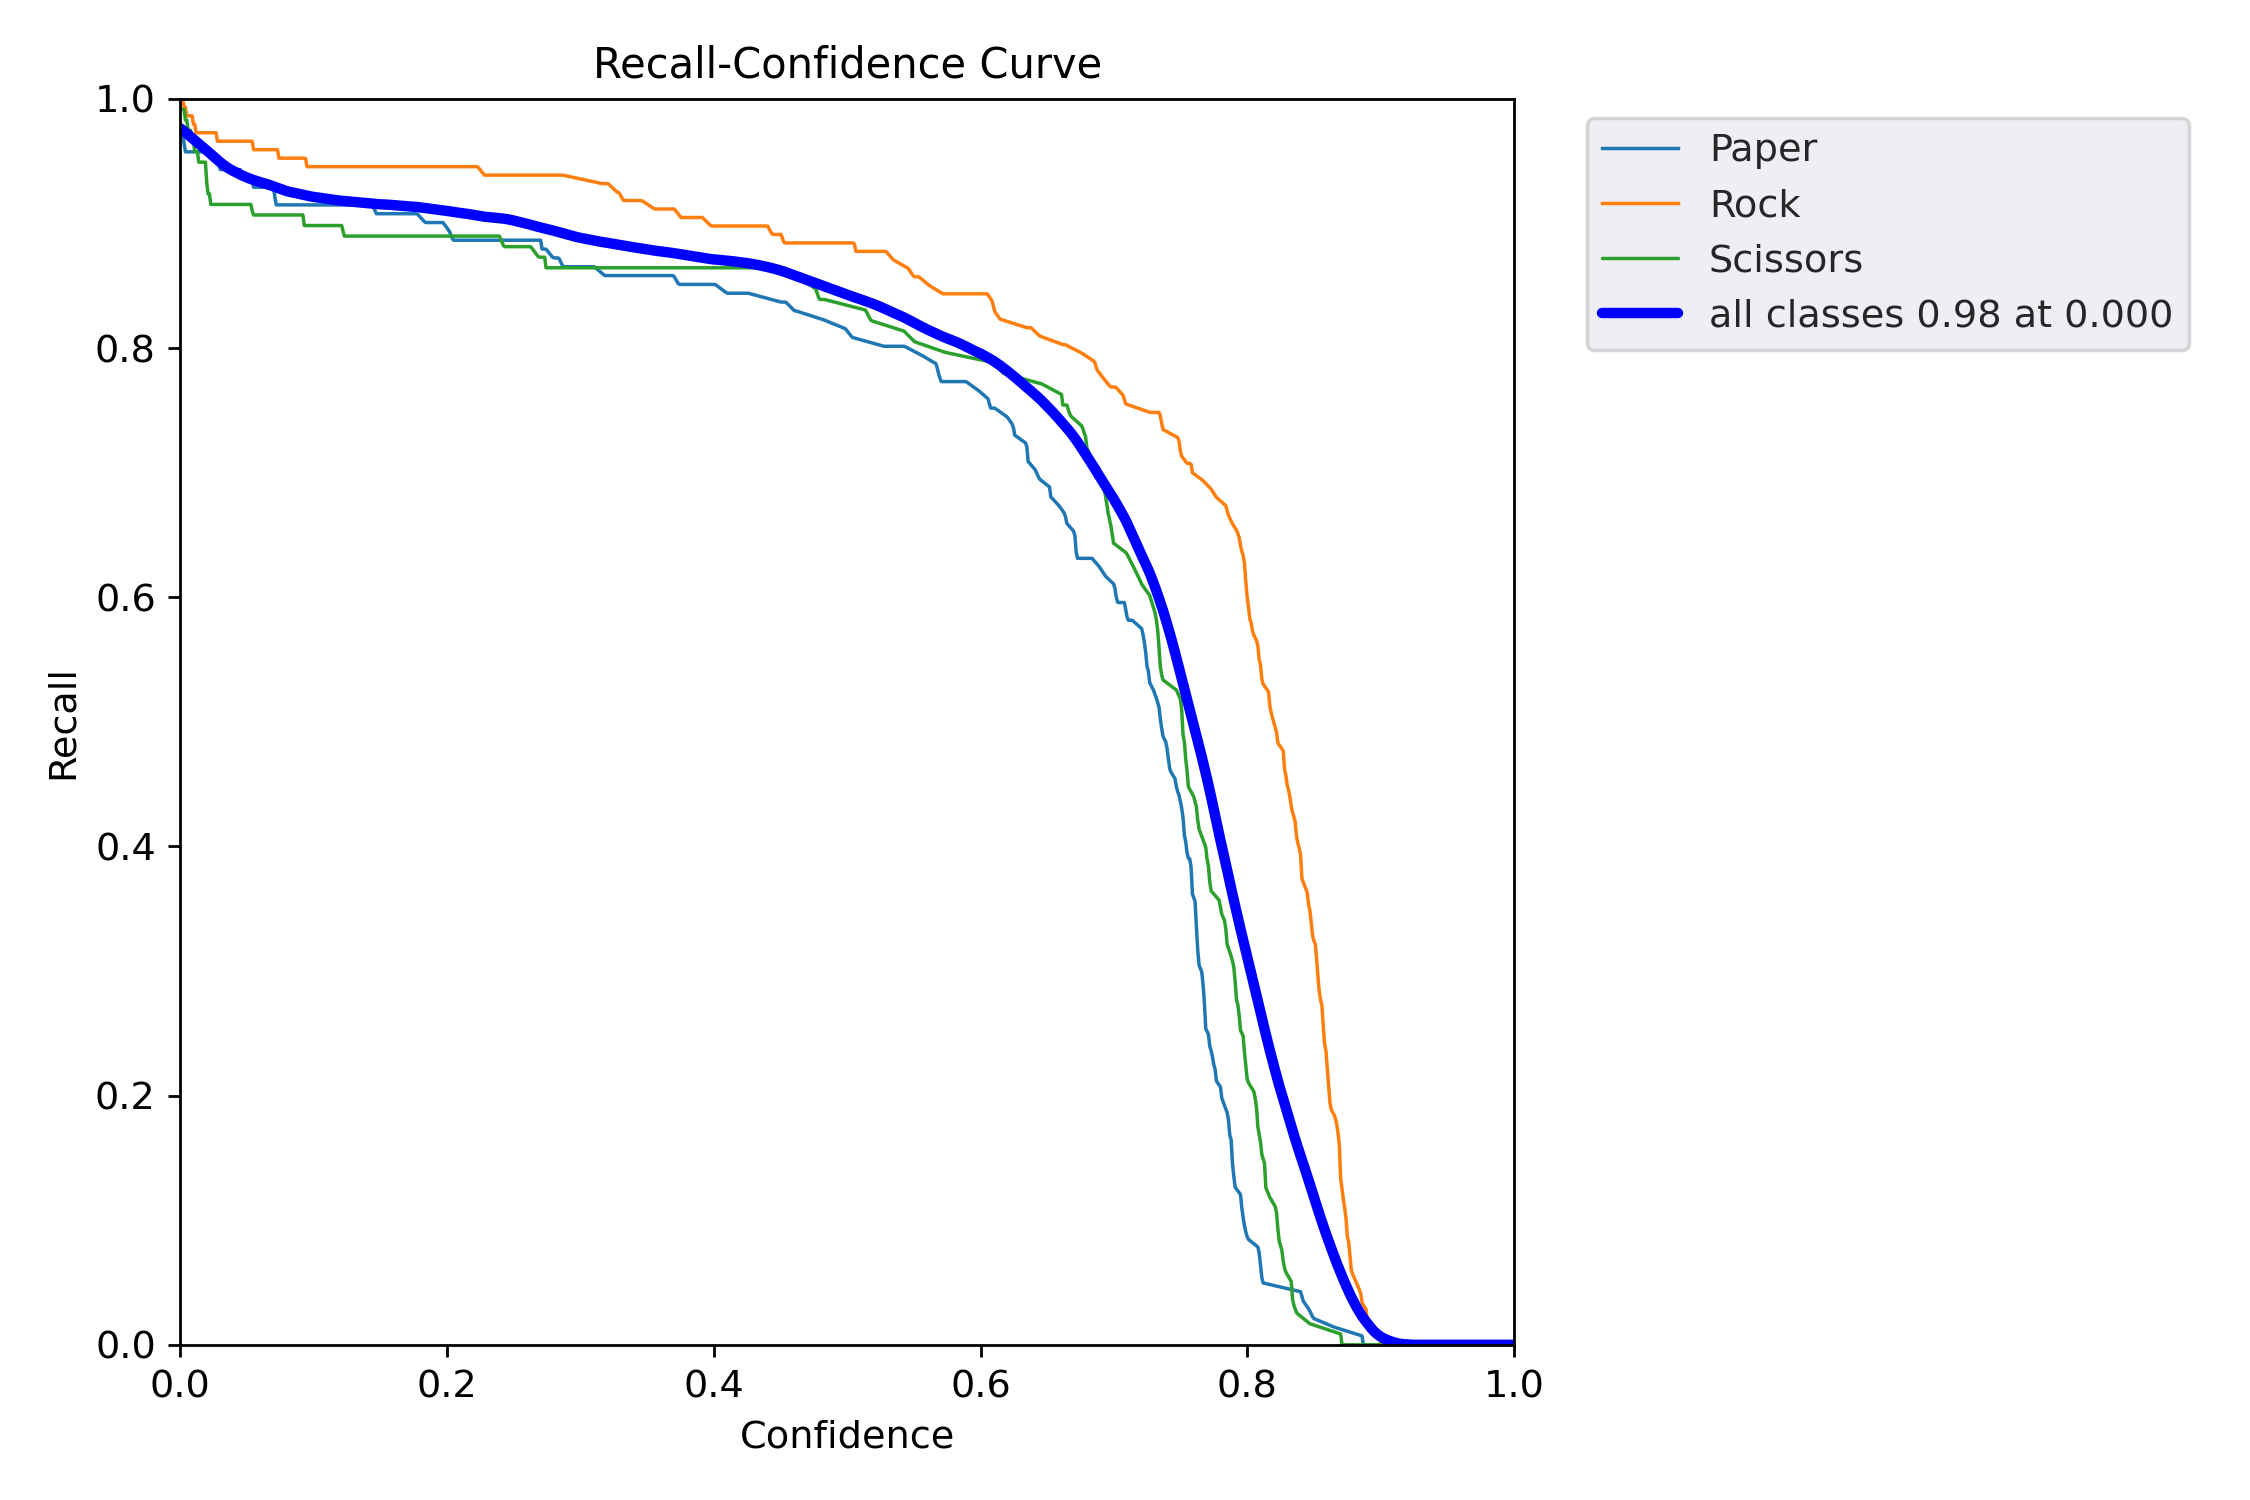 Recall-Confidence Curve
1.0
0.8
0.6
0.4
0.2
0.0
Recall
0.0 0.2 0.4 0.6 0.8 1.0
Confidence
Paper
Rock
Scissors
all classes 0.98 at 0.000